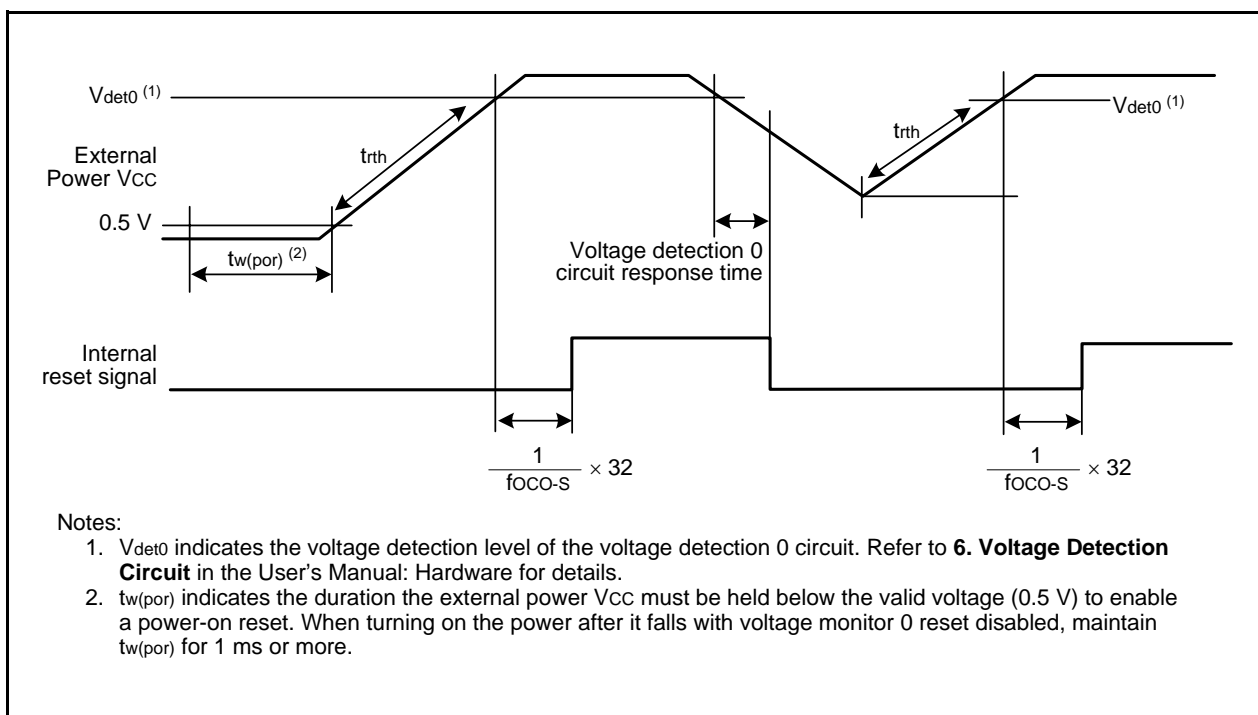 Vdet0 (1)
trth
External
Power VCC
0.5 V
tw(por) (2)
Voltage detection 0
circuit response time
trth
Vdet0 (1)
Internal
reset signal
1
fOCO-S
× 32
1
fOCO-S
× 32
Notes:
1. Vdet0 indicates the voltage detection level of the voltage detection 0 circuit. Refer to 6. Voltage Detection
Circuit in the User's Manual: Hardware for details.
2. tw(por) indicates the duration the external power VCC must be held below the valid voltage (0.5 V) to enable
a power-on reset. When turning on the power after it falls with voltage monitor 0 reset disabled, maintain
tw(por) for 1 ms or more.